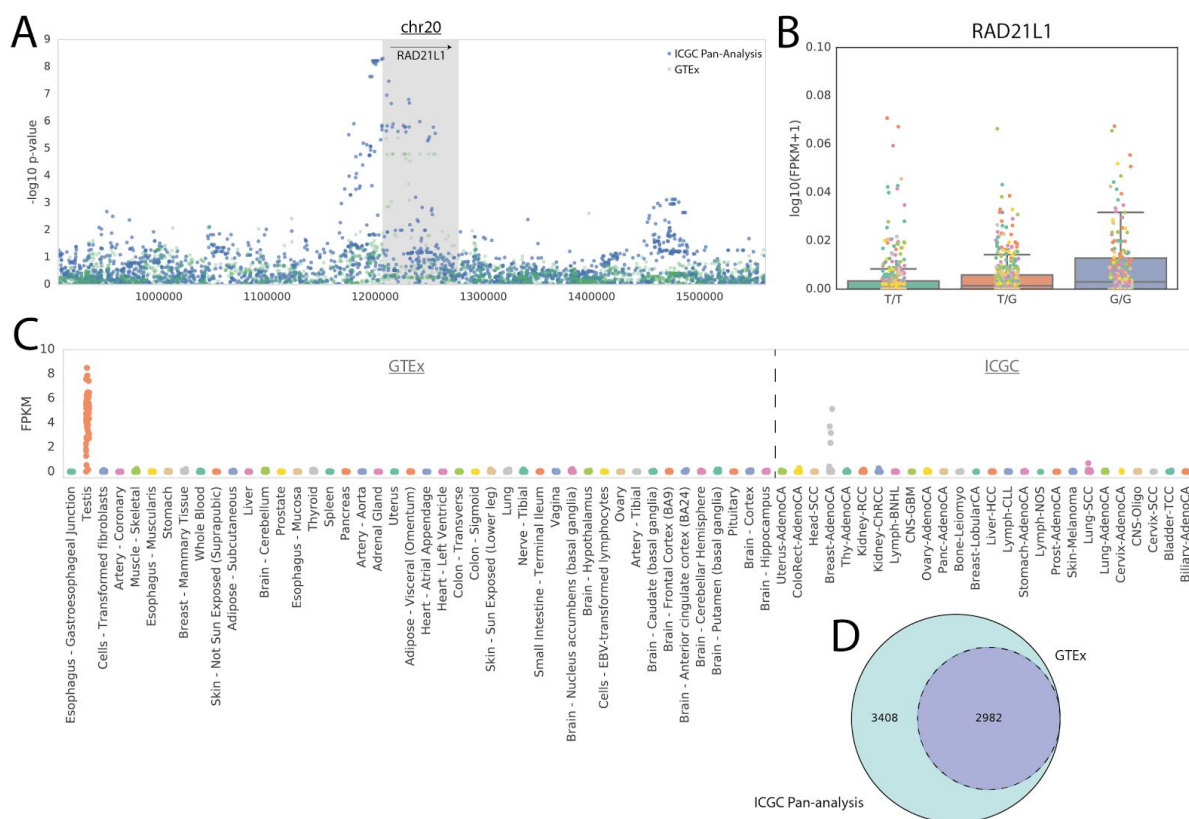 A
chr20
RAD21L1
ICGC Pan-Analysis
GTEx
-log10 p-value
9
8
7
6
5
4
3
2
1
0
1000000 1100000 1200000 1300000 1400000 1500000
B
RAD21L1
log10(FPKM+1)
0.10
0.08
0.06
0.04
0.02
0.00
T/T T/G G/G
C
GTEx
ICGC
FPKM
10
8
6
4
2
0
Esophagus - Gastroesophageal Junction
Testis
Cells - Transformed fibroblasts
Artery - Coronary
Muscle - Skeletal
Esophagus - Muscularis
Stomach
Breast - Mammary Tissue
Whole Blood
Skin - Not Sun Exposed (Suprapubic)
Adipose - Subcutaneous
Liver
Brain - Cerebellum
Prostate
Esophagus - Mucosa
Thyroid
Spleen
Pancreas
Artery - Aorta
Adrenal Gland
Uterus
Adipose - Visceral (Omentum)
Heart - Atrial Appendage
Heart - Left Ventricle
Colon - Transverse
Colon - Sigmoid
Skin - Sun Exposed (Lower leg)
Lung
Nerve - Tibial
Small Intestine - Terminal Ileum
Vagina
Brain - Nucleus accumbens (basal ganglia)
Brain - Hypothalamus
Cells - EBV-transformed lymphocytes
Ovary
Artery - Tibial
Brain - Caudate (basal ganglia)
Brain - Frontal Cortex (BA9)
Brain - Anterior cingulate cortex (BA24)
Brain - Cerebellar Hemisphere
Brain - Putamen (basal ganglia)
Pituitary
Brain - Cortex
Brain - Hippocampus
Uterus-AdenoCA
ColoRect-AdenoCA
Head-SCC
Breast-AdenoCA
Thy-AdenoCA
Kidney-RCC
Kidney-ChRCC
Lymph-BNHL
CNS-GBM
Ovary-AdenoCA
Panc-AdenoCA
Bone-Leiomyo
Breast-LobularCA
Liver-HCC
Lymph-CLL
Stomach-AdenoCA
Lymph-NOS
Prost-AdenoCA
Skin-Melanoma
Lung-SCC
Lung-AdenoCA
Cervix-AdenoCA
CNS-Oligo
Cervix-SCC
Bladder-TCC
Biliary-AdenoCA
D
GTEx
3408
2982
ICGC Pan-analysis